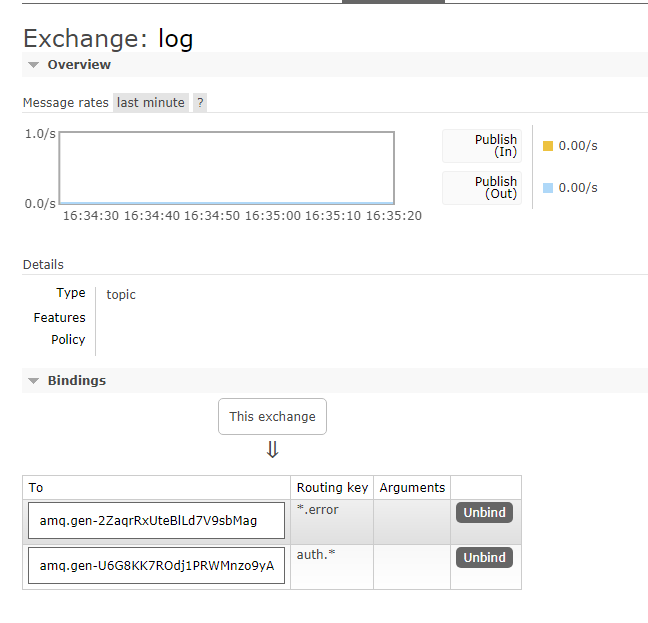 Exchange: log
Overview
Message rates last minute ?
1.0/s
0.0/s
16:34:30 16:34:40 16:34:50 16:35:00 16:35:10 16:35:20
Publish
(In)
0.00/s
Publish
(Out)
0.00/s
Details
Type topic
Features
Policy
Bindings
This exchange
⇓
To Routing key Arguments
amq.gen-2ZaqrRxUteBlLd7V9sbMag *.error Unbind
amq.gen-U6G8KK7ROdj1PRWMnzo9yA auth.* Unbind